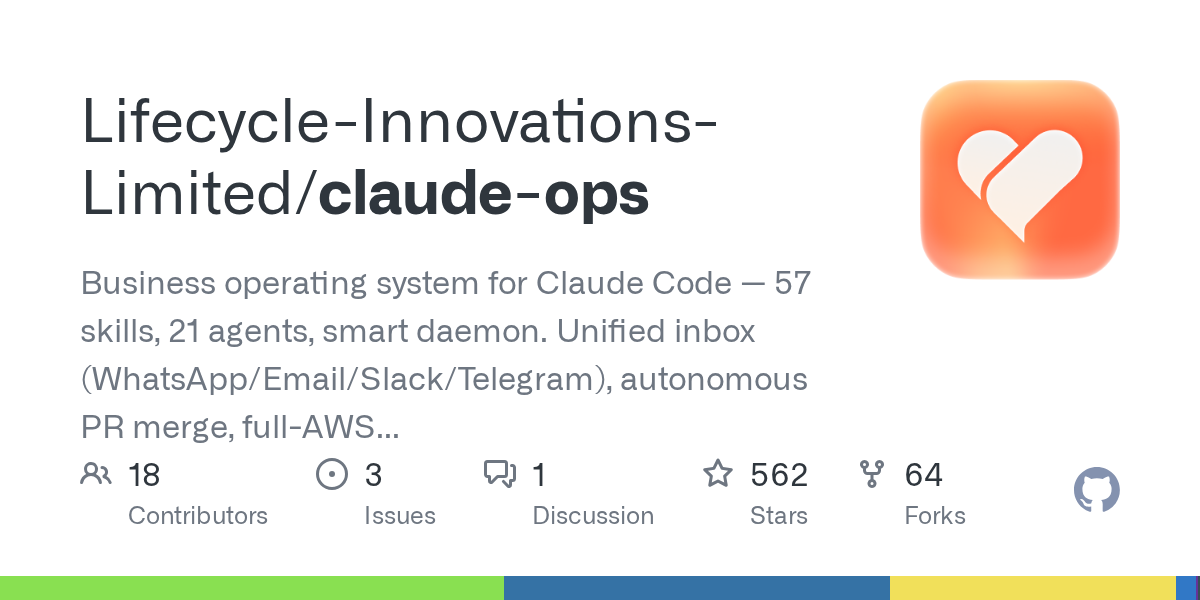 Lifecycle-Innovations-
Limited/claude-ops
Business operating system for Claude Code — 57
skills, 21 agents, smart daemon. Unified inbox
(WhatsApp/Email/Slack/Telegram), autonomous
PR merge, full-AWS...
18 3 1 562 64
Contributors Issues Discussion Stars Forks